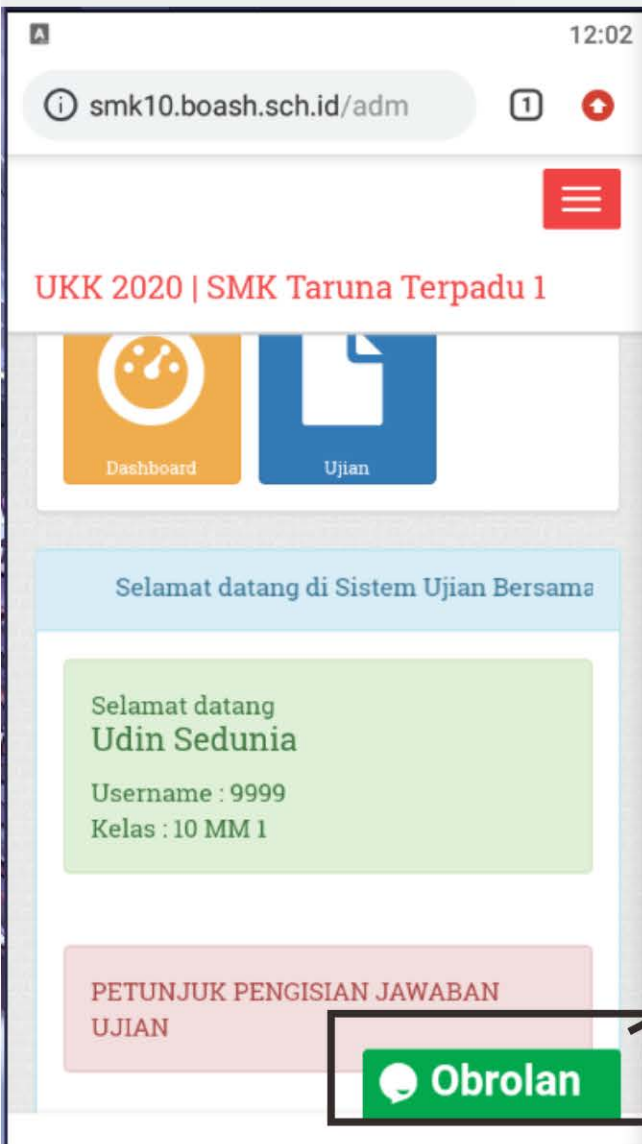 12:02
smk10.boash.sch.id/adm
1
UKK 2020 | SMK Taruna Terpadu 1
Dashboard
Ujian
Selamat datang di Sistem Ujian Bersama
Selamat datang
Udin Sedunia
Username : 9999
Kelas : 10 MM 1
PETUNJUK PENGISIAN JAWABAN
UJIAN
Obrolan